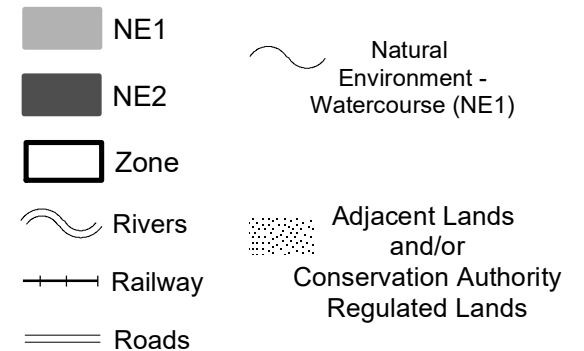 NE1
NE2
Zone
Rivers
Railway
Roads
Natural
Environment -
Watercourse (NE1)
Adjacent Lands
and/or
Conservation Authority
Regulated Lands